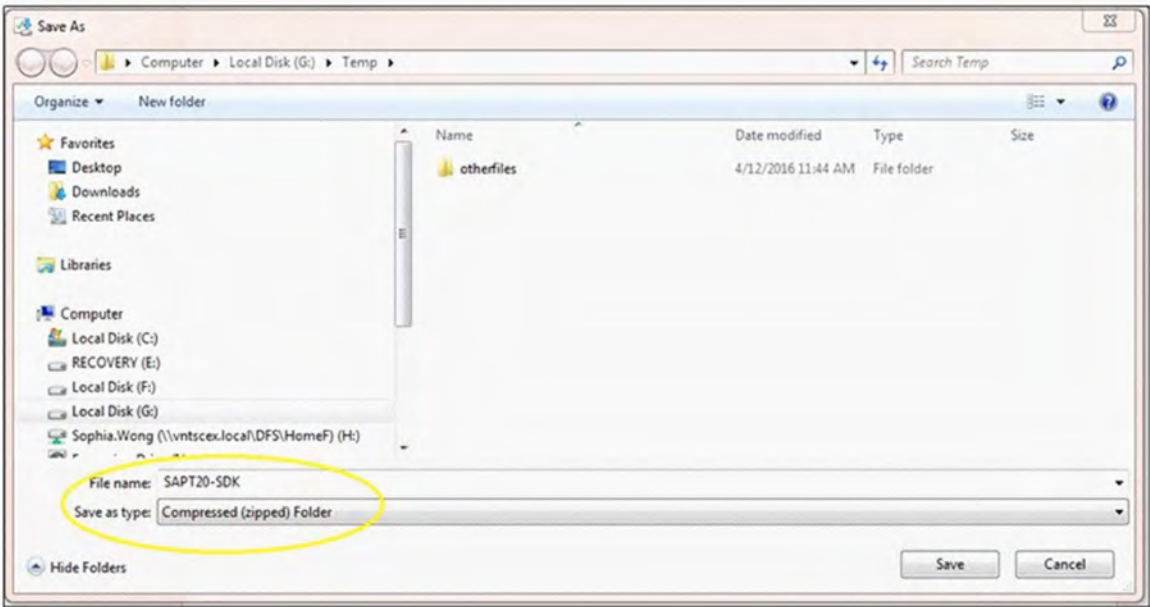 Save As
Computer Local Disk (G:) Temp
Search Temp
Organize New folder
Name Date modified Type Size
Favorites
Desktop
Downloads
Recent Places
Libraries
Computer
Local Disk (C:)
RECOVERY (E:)
Local Disk (F:)
Local Disk (G:)
Sophia.Wong (\\vntscex.local\DFS\HomeF) (H:)
otherfiles 4/12/2016 11:44 AM File folder
File name: SAPT20-SDK
Save as type: Compressed (zipped) Folder
Hide Folders
Save Cancel